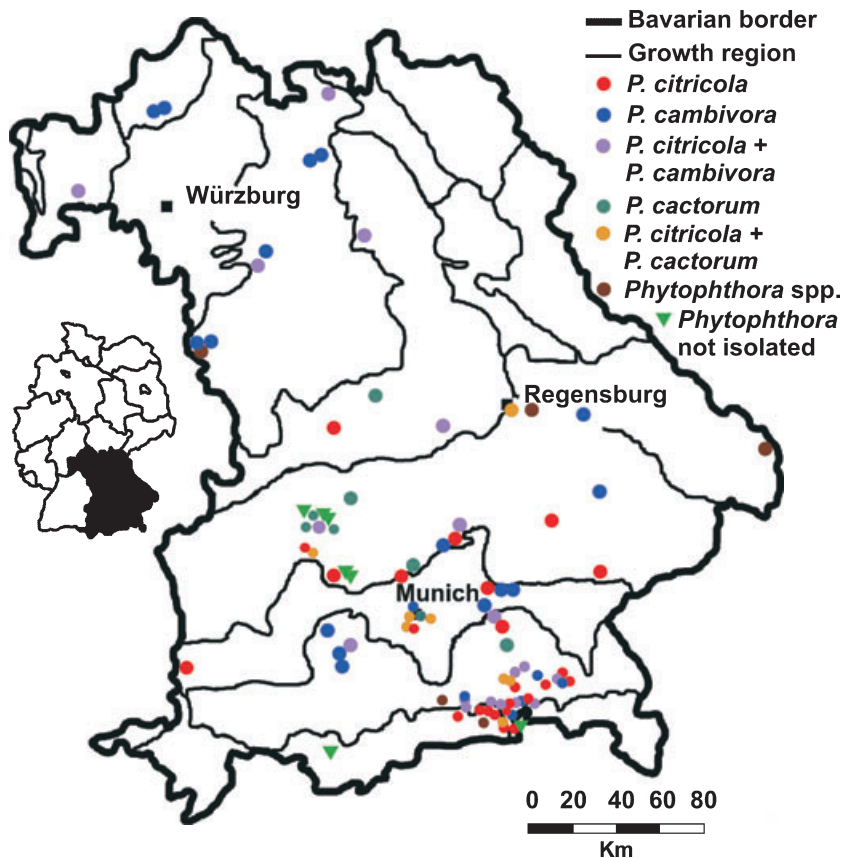 Bavarian border
Growth region
P. citricola
P. cambivora
P. citricola +
P. cambivora
P. cactorum
P. citricola +
P. cactorum
Phytophthora spp.
Phytophthora
not isolated
Würzburg
Regensburg
Munich
0 20 40 60 80
Km